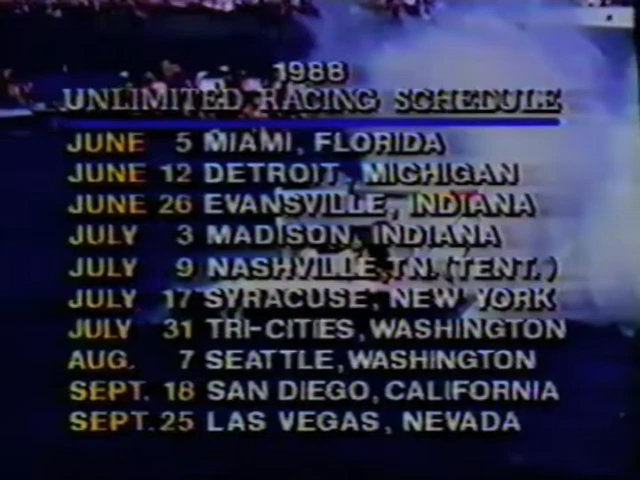 1988
UNLIMITED RACING SCHEDULE
JUNE 5 MIAMI, FLORIDA
JUNE 12 DETROIT, MICHIGAN
JUNE 26 EVANSVILLE, INDIANA
JULY 3 MADISON, INDIANA
JULY 9 NASHVILLE TN. (TENT.)
JULY 17 SYRACUSE, NEW YORK
JULY 31 TRI-CITIES, WASHINGTON
AUG. 7 SEATTLE, WASHINGTON
SEPT. 18 SAN DIEGO, CALIFORNIA
SEPT. 25 LAS VEGAS, NEVADA